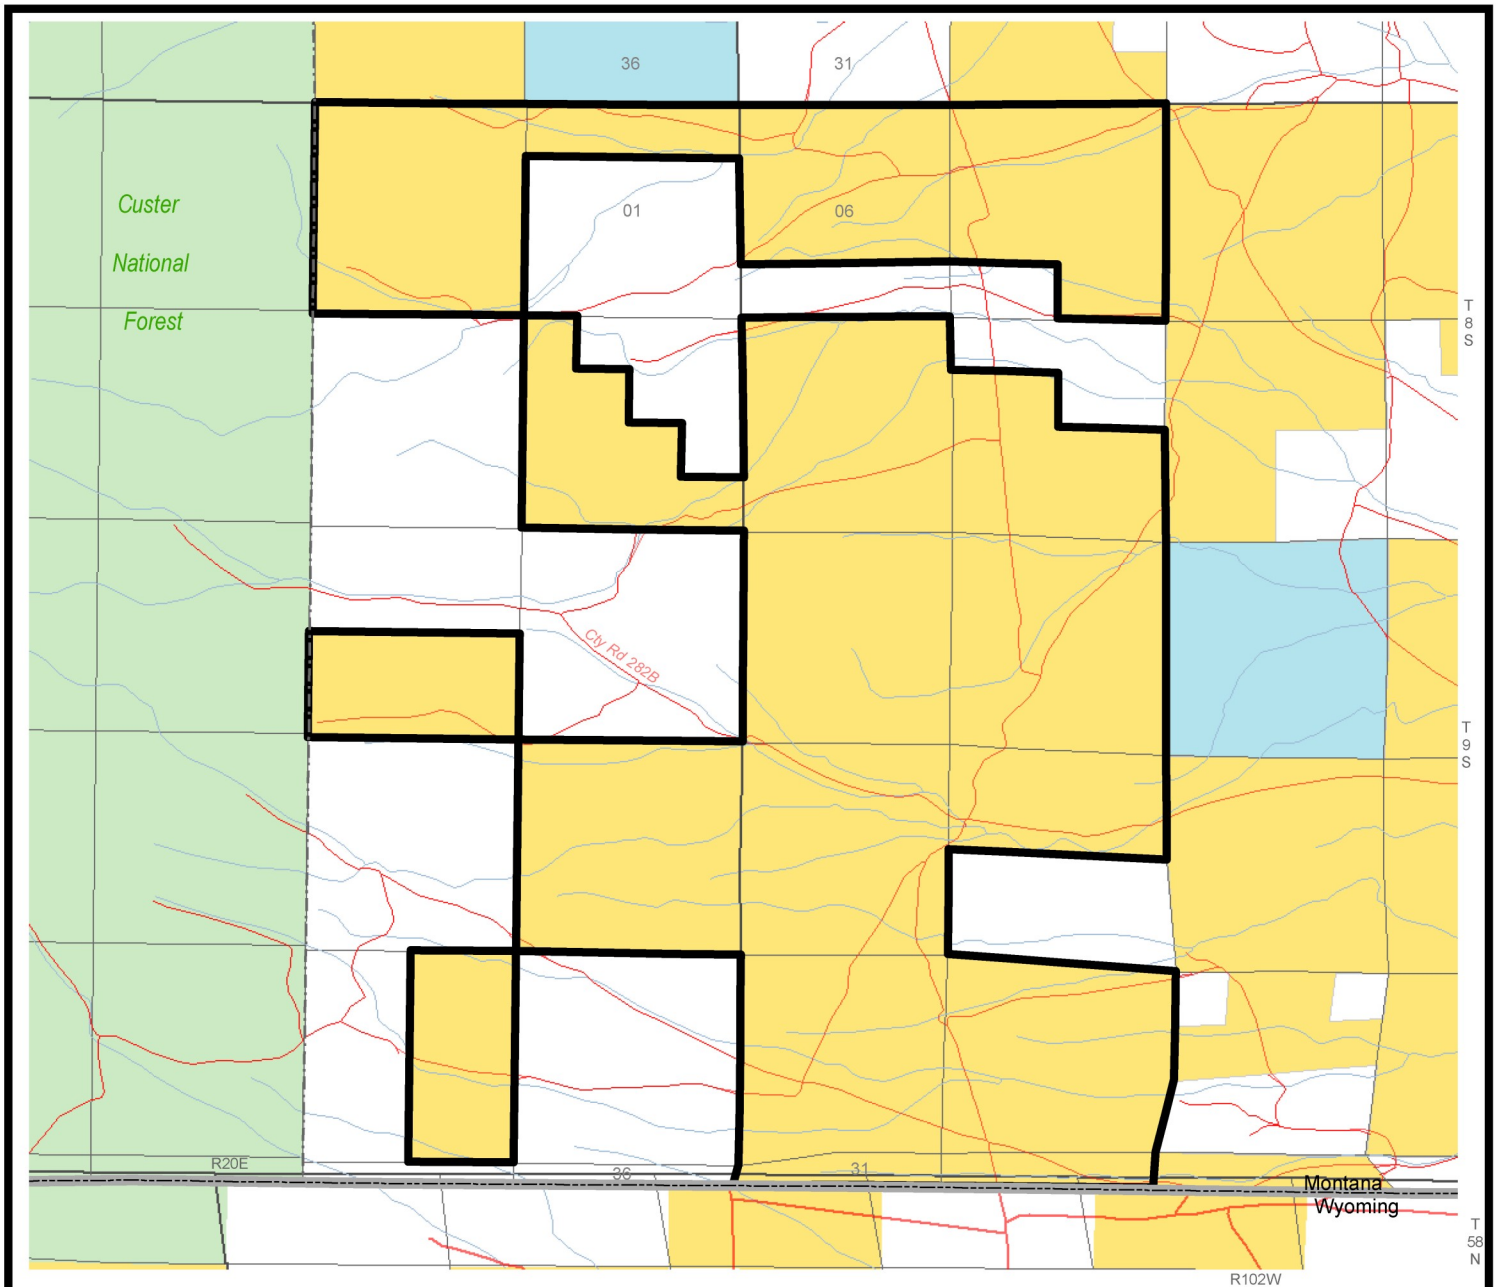 36
31
Custer
National
Forest
01
06
T
8
S
Cty Rd 282B
T
9
S
R20E
36
31
Montana
Wyoming
T
58
N
R102W